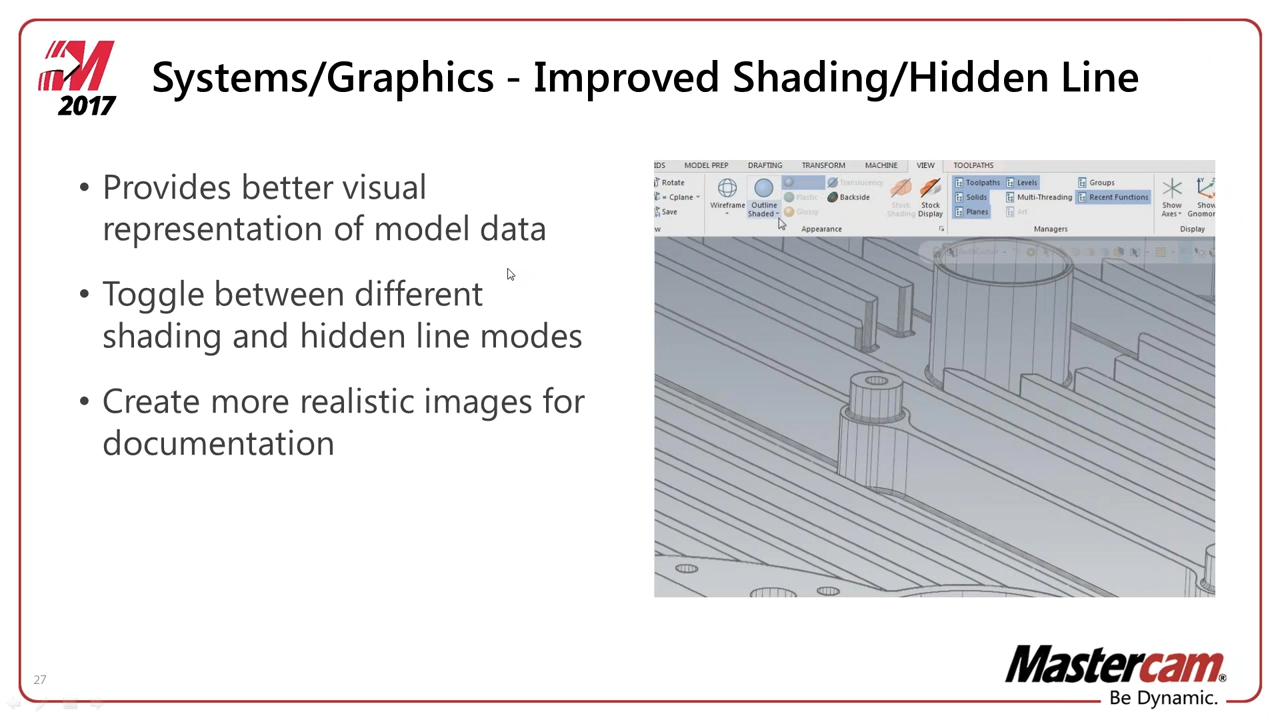 2017
Systems/Graphics - Improved Shading/Hidden Line
• Provides better visual
representation of model data
• Toggle between different
shading and hidden line modes
• Create more realistic images for
documentation
IDS MODEL PREP DRAFTING TRANSFORM MACHINE VIEW TOOLPATHS
Rotate
= Cplane
Save
Wireframe
Outline
Shaded
Plastic
Glossy
Translucency
Backside
Appearance
Stock
Shading
Stock
Display
Toolpaths Levels Groups
Solids Multi-Threading Recent Functions
Planes Art
Managers
Show
Axes
Show
Gnomon
Display
27
Mastercam®
Be Dynamic.